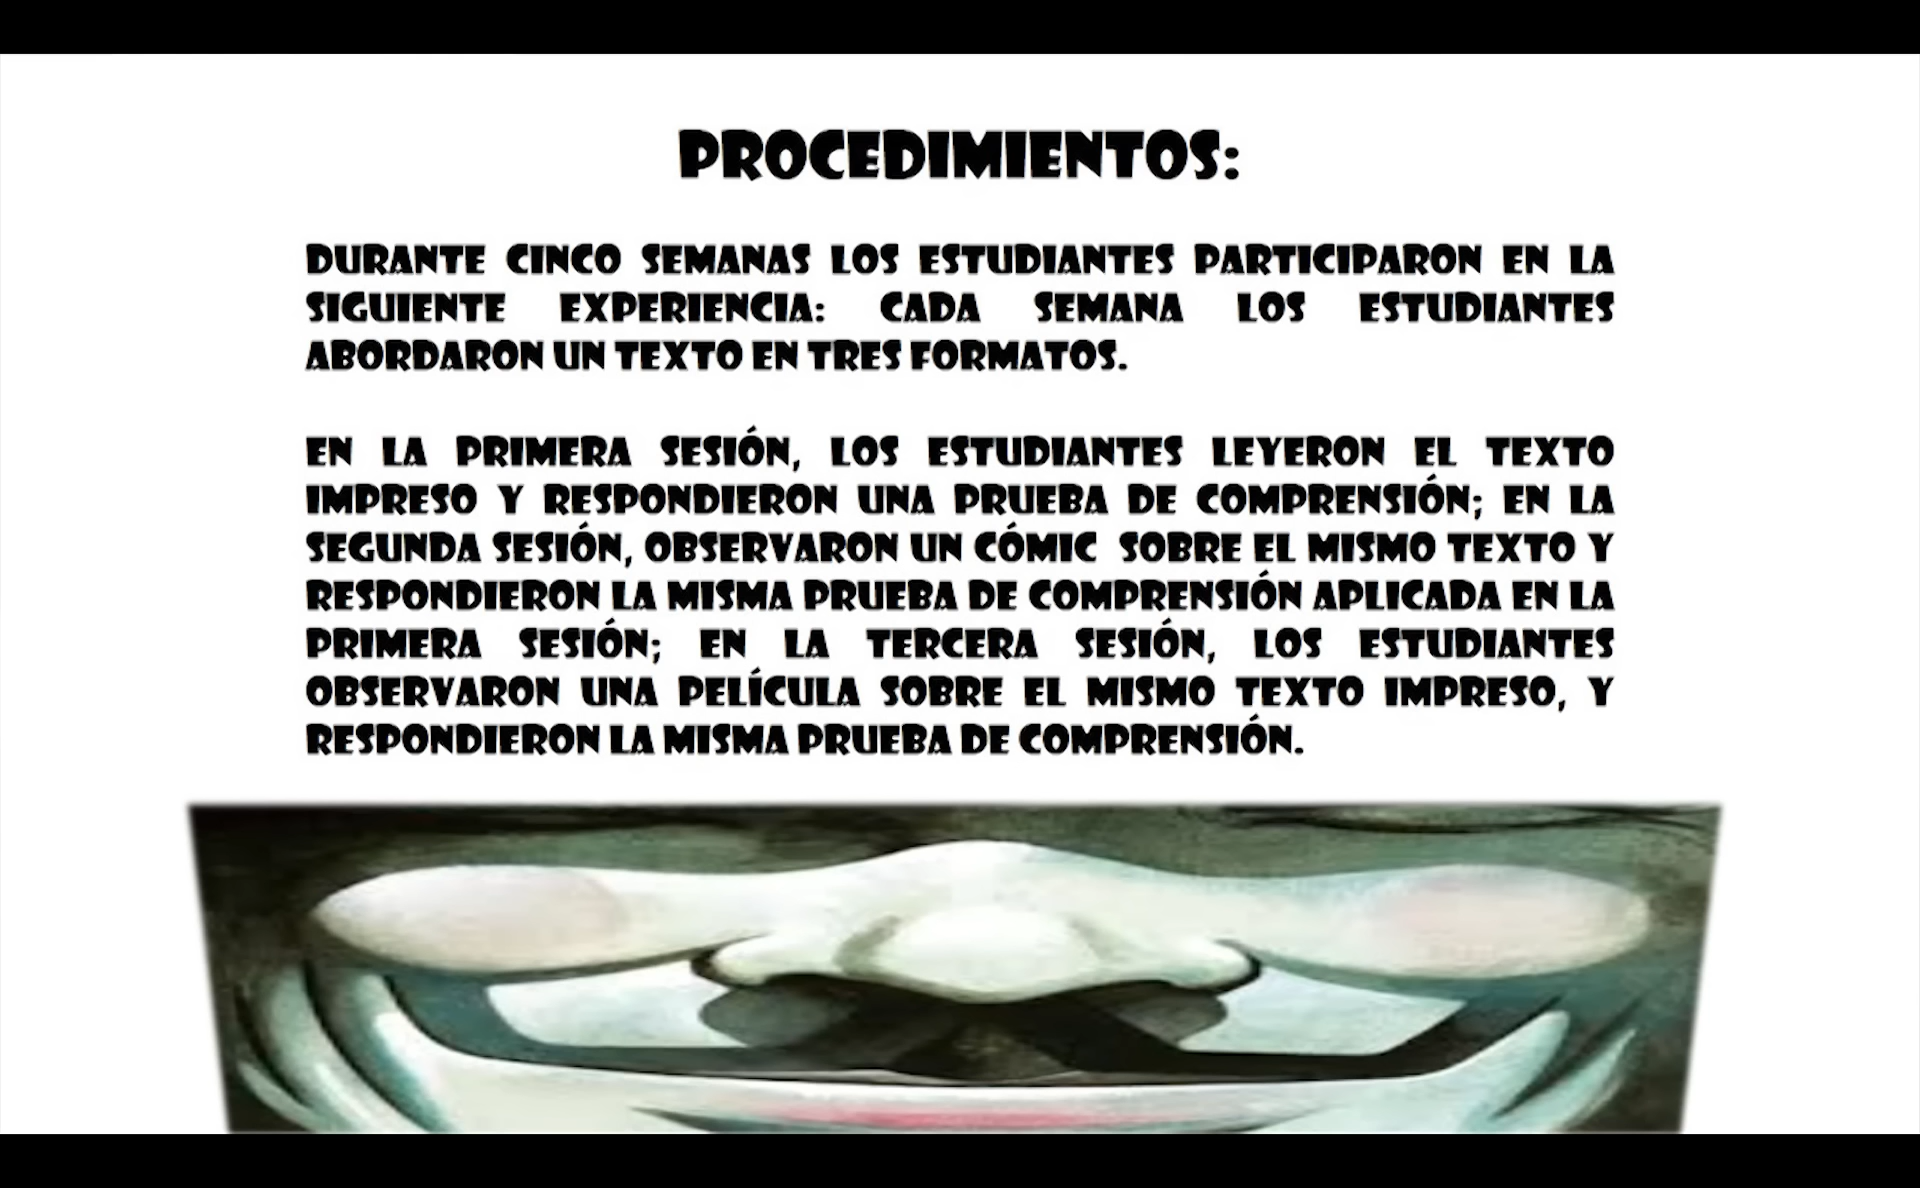 PROCEDIMIENTOS:
DURANTE CINCO SEMANAS LOS ESTUDIANTES PARTICIPARON EN LA
SIGUIENTE EXPERIENCIA: CADA SEMANA LOS ESTUDIANTES
ABORDARON UN TEXTO EN TRES FORMATOS.
EN LA PRIMERA SESIÓN, LOS ESTUDIANTES LEYERON EL TEXTO
IMPRESO Y RESPONDIERON UNA PRUEBA DE COMPRENSIÓN; EN LA
SEGUNDA SESIÓN, OBSERVARON UN CÓMIC SOBRE EL MISMO TEXTO Y
RESPONDIERON LA MISMA PRUEBA DE COMPRENSIÓN APLICADA EN LA
PRIMERA SESIÓN; EN LA TERCERA SESIÓN, LOS ESTUDIANTES
OBSERVARON UNA PELÍCULA SOBRE EL MISMO TEXTO IMPRESO, Y
RESPONDIERON LA MISMA PRUEBA DE COMPRENSIÓN.